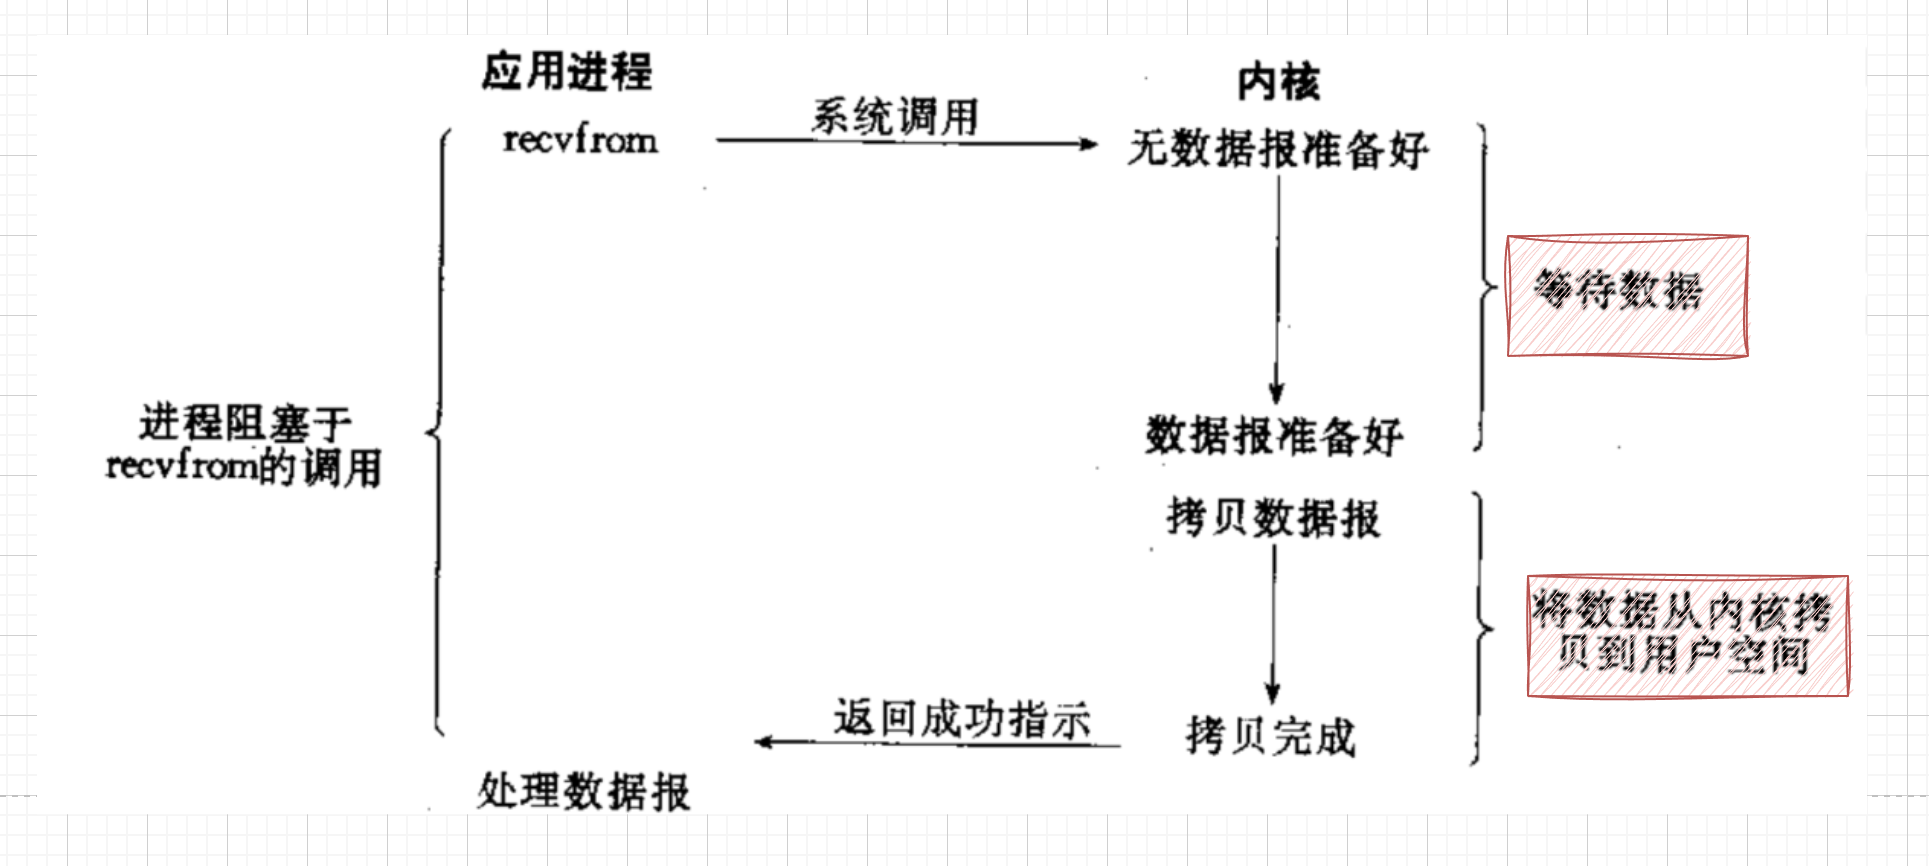 应用进程
内核
系统调用
recvfrom
无数据报准备好
等待数据
进程阻塞于
recvfrom的调用
数据报准备好
拷贝数据报
将数据从内核拷
贝到用户空间
返回成功指示
拷贝完成
处理数据报